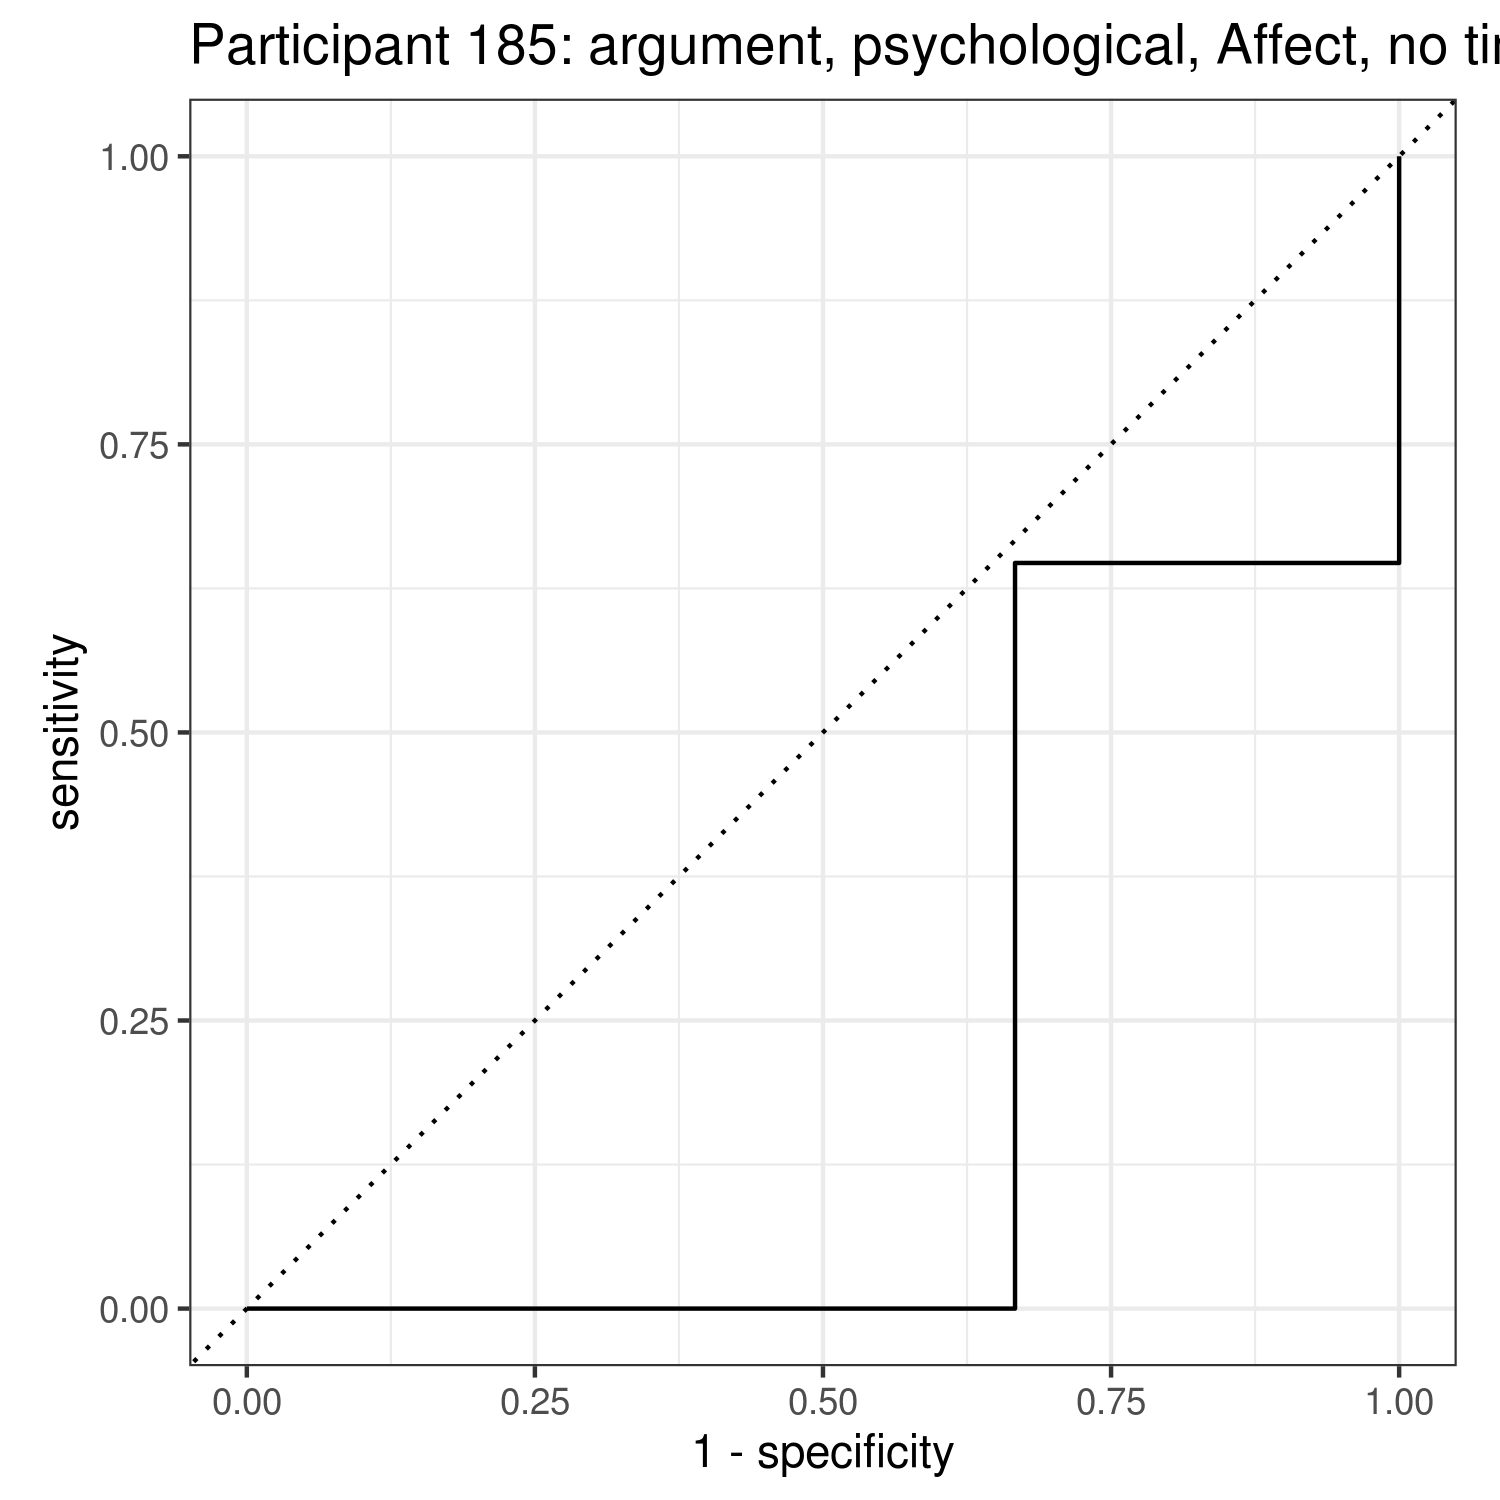 Participant 185: argument, psychological, Affect, no
1.00
0.75
0.50
0.25
0.00
sensitivity
0.00 0.25 0.50 0.75 1.00
1 - specificity